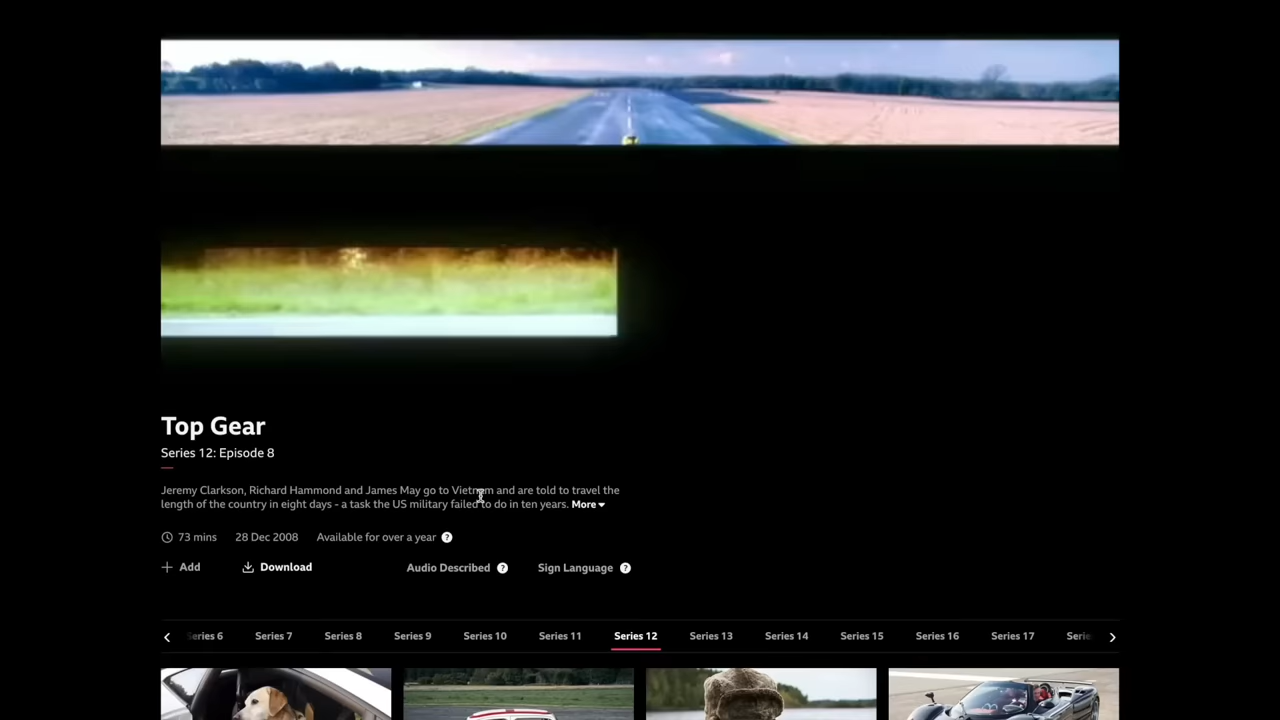 Top Gear
Series 12: Episode 8
Jeremy Clarkson, Richard Hammond and James May go to Vietnam and are told to travel the
length of the country in eight days - a task the US military failed to do in ten years. More
73 mins 28 Dec 2008 Available for over a year ?
Add Download Audio Described ? Sign Language ?
eries 6 Series 7 Series 8 Series 9 Series 10 Series 11 Series 12 Series 13 Series 14 Series 15 Series 16 Series 17 Serie